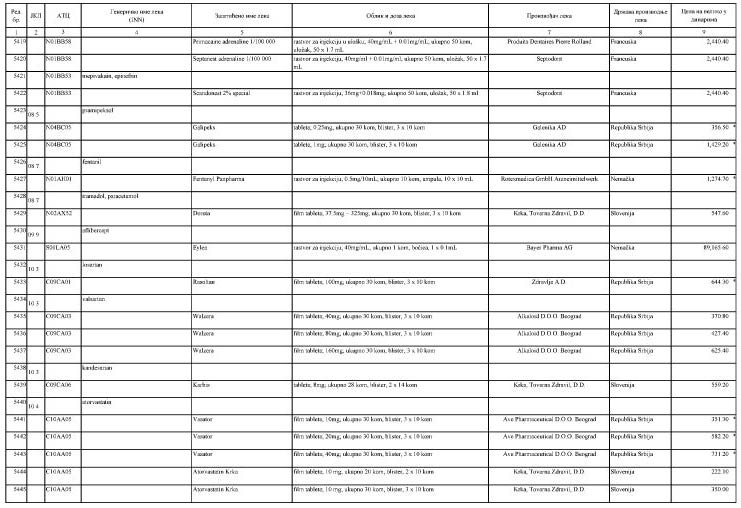 Ред. бр. ЈКЛ АТЦ Генеричко име лека (INN) Заштићено име лека Облик и доза лека Произвођач лека Држава производње лека Цена на велико у динарима
1 2 3 4 5 6 7 8 9
5419 N01BB58 Primacaine adrenaline 1/100 000 rastvor za injekciju u ulošku, 40mg/mL + 0.01mg/mL, ukupno 50 kom, uložak, 50 x 1.7 mL Produits Dentaires Pierre Rolland Francuska 2,440.40
5420 N01BB58 Septanest adrenaline 1/100 000 rastvor za injekciju, 40mg/ml + 0.01mg/ml, ukupno 50 kom, uložak, 50 x 1.7 mL Septodont Francuska 2,440.40
5421 N01BB53 mepivakain, epinefrin
5422 N01BB53 Scandonest 2% special rastvor za injekciju, 36mg+0.018mg, ukupno 50 kom, uložak, 50 x 1.8 ml Septodont Francuska 2,440.40
5423 08.5 pramipeksol
5424 N04BC05 Galipeks tableta, 0.25mg, ukupno 30 kom, blister, 3 x 10 kom Galenika AD Republika Srbija 356.50 *
5425 N04BC05 Galipeks tableta, 1mg, ukupno 30 kom, blister, 3 x 10 kom Galenika AD Republika Srbija 1,429.20 *
5426 08.7 fentanil
5427 N01AH01 Fentanyl Panpharma rastvor za injekciju, 0.5mg/10mL, ukupno 10 kom, ampula, 10 x 10 mL Rotexmedica GmbH Arzneimittelwerk Nemačka 1,274.70 *
5428 08.7 tramadol, paracetamol
5429 N02AX52 Doreta film tableta, 37.5mg + 325mg, ukupno 30 kom, blister, 3 x 10 kom Krka, Tovarna Zdravil, D.D. Slovenija 547.60
5430 09.9 aflibercept
5431 S01LA05 Eylea rastvor za injekciju, 40mg/mL, ukupno 1 kom, bočica, 1 x 0.1mL Bayer Pharma AG Nemačka 89,165.60
5432 10.3 losartan
5433 C09CA01 Rasoltan film tableta, 100mg, ukupno 30 kom, blister, 3 x 10 kom Zdravlje A.D. Republika Srbija 644.30 *
5434 10.3 valsartan
5435 C09CA03 Walzera film tableta, 40mg, ukupno 30 kom, blister, 3 x 10 kom Alkaloid D.O.O. Beograd Republika Srbija 370.80
5436 C09CA03 Walzera film tableta, 80mg, ukupno 30 kom, blister, 3 x 10 kom Alkaloid D.O.O. Beograd Republika Srbija 427.40
5437 C09CA03 Walzera film tableta, 160mg, ukupno 30 kom, blister, 3 x 10 kom Alkaloid D.O.O. Beograd Republika Srbija 625.40
5438 10.3 kandesartan
5439 C09CA06 Karbis tableta, 8mg, ukupno 28 kom, blister, 2 x 14 kom Krka, Tovarna Zdravil, D.D. Slovenija 559.20
5440 10.4 atorvastatin
5441 C10AA05 Vasator film tableta, 10mg, ukupno 30 kom, blister, 3 x 10 kom Ave Pharmaceutical D.O.O. Beograd Republika Srbija 351.30 *
5442 C10AA05 Vasator film tableta, 20mg, ukupno 30 kom, blister, 3 x 10 kom Ave Pharmaceutical D.O.O. Beograd Republika Srbija 582.20 *
5443 C10AA05 Vasator film tableta, 40mg, ukupno 30 kom, blister, 3 x 10 kom Ave Pharmaceutical D.O.O. Beograd Republika Srbija 731.20 *
5444 C10AA05 Atorvastatin Krka film tableta, 10 mg, ukupno 20 kom, blister, 2 x 10 kom Krka, Tovarna Zdravil, D.D. Slovenija 222.10
5445 C10AA05 Atorvastatin Krka film tableta, 10 mg, ukupno 30 kom, blister, 3 x 10 kom Krka, Tovarna Zdravil, D.D. Slovenija 350.00